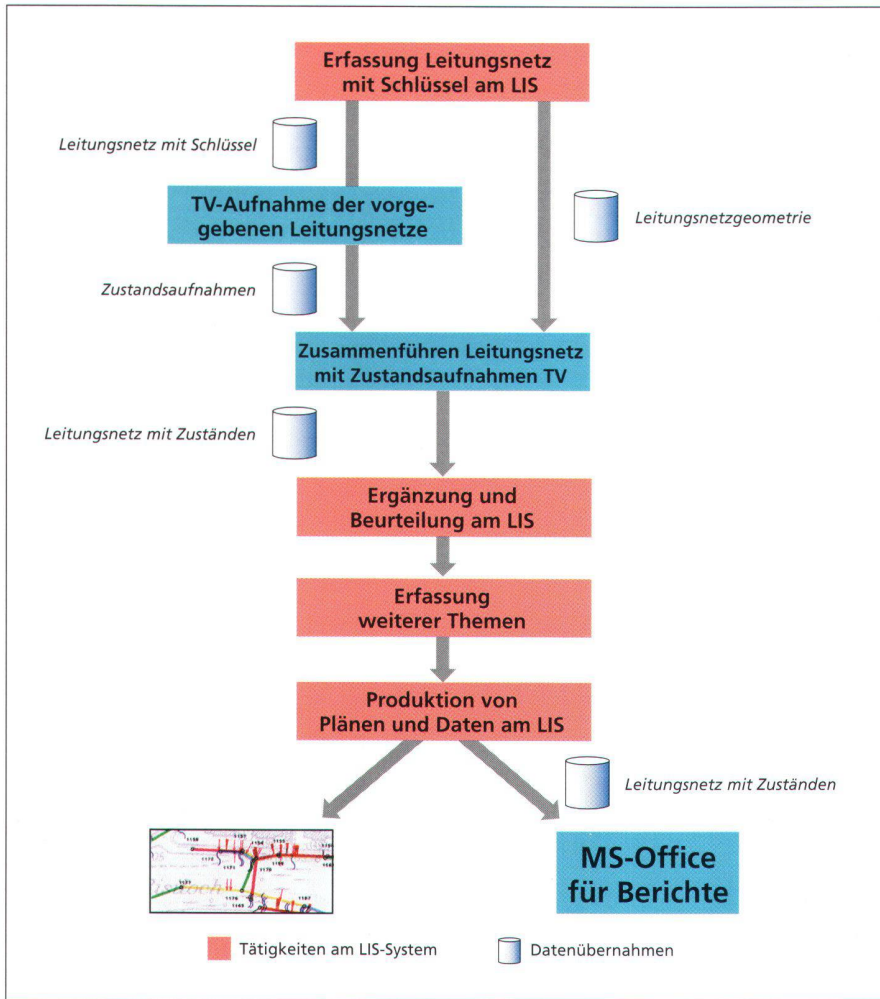 Erfassung Leitungsnetz
mit Schlüssel am LIS
Leitungsnetz mit Schlüssel
TV-Aufnahme der vorge-
gebenen Leitungsnetze
Leitungsnetzgeometrie
Zustandsaufnahmen
Zusammenführen Leitungsnetz
mit Zustandsaufnahmen TV
Leitungsnetz mit Zuständen
Ergänzung und
Beurteilung am LIS
Erfassung
weiterer Themen
Produktion von
Plänen und Daten am LIS
Leitungsnetz mit Zuständen
MS-Office
für Berichte
Tätigkeiten am LIS-System
Datenübernahmen